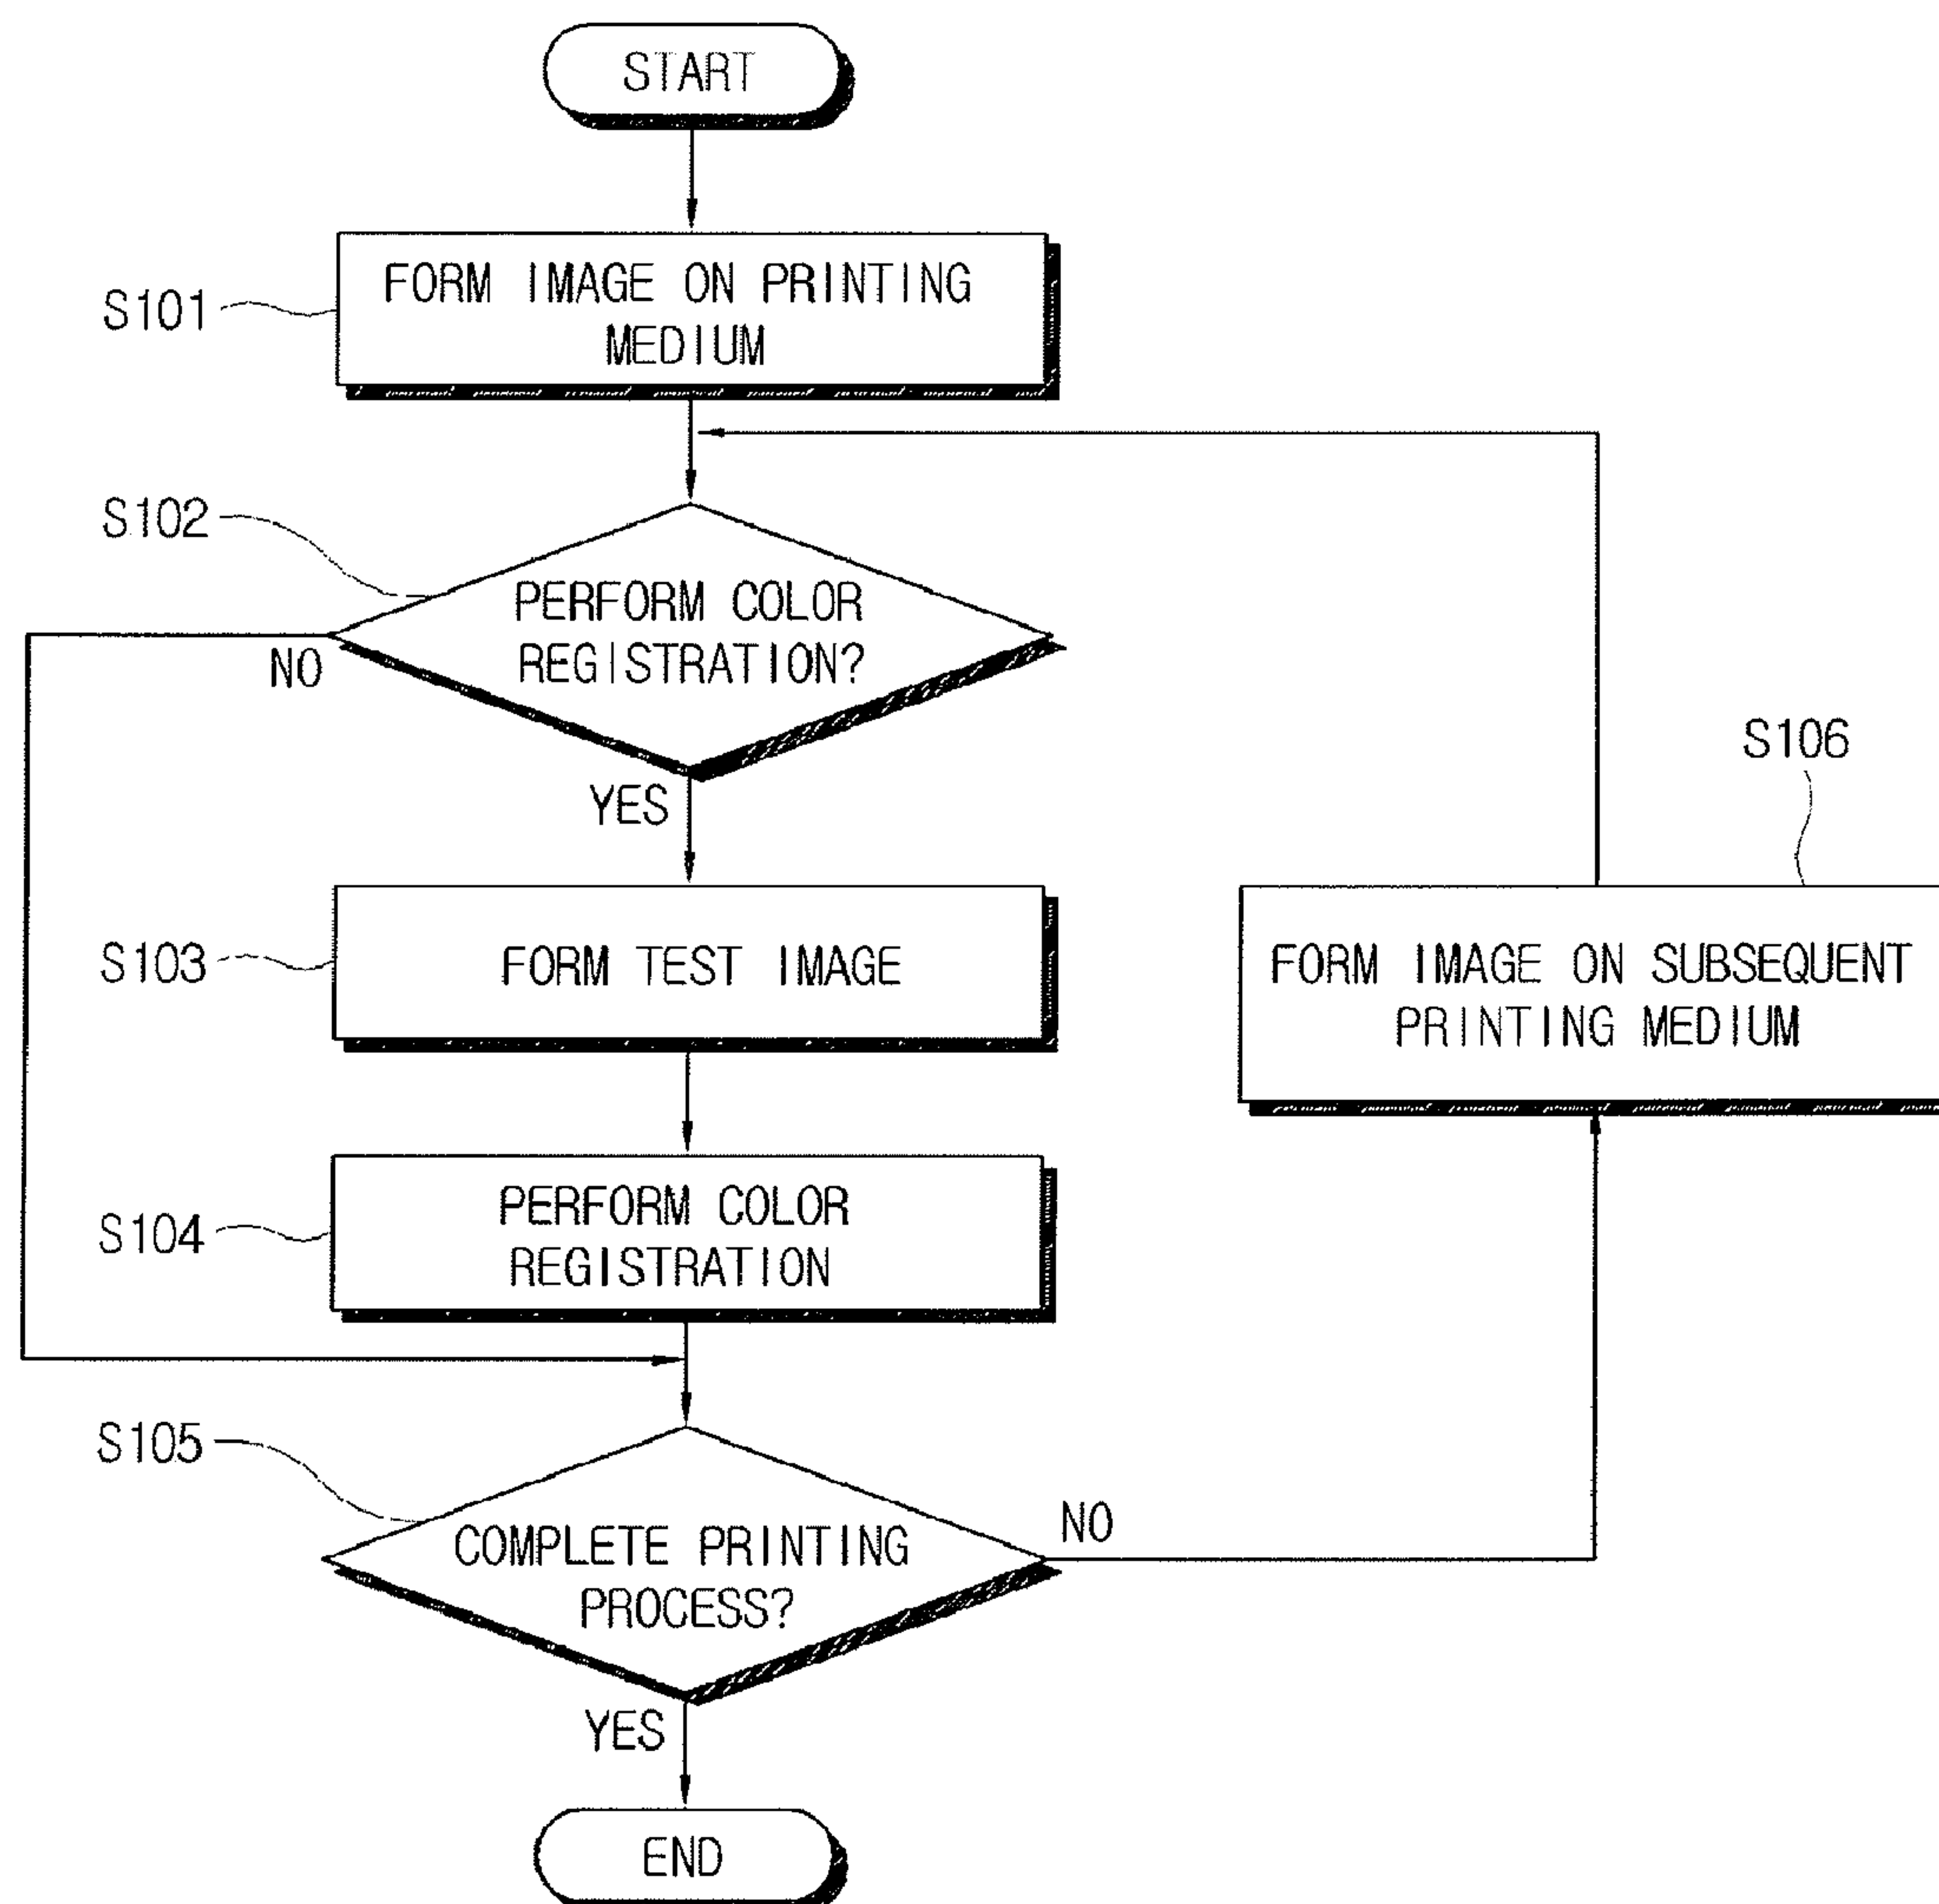 START
S101
FORM IMAGE ON PRINTING
MEDIUM
S102
PERFORM COLOR
REGISTRATION?
NO
YES
S106
S103
FORM TEST IMAGE
FORM IMAGE ON SUBSEQUENT
PRINTING MEDIUM
S104
PERFORM COLOR
REGISTRATION
S105
COMPLETE PRINTING
PROCESS?
NO
YES
END